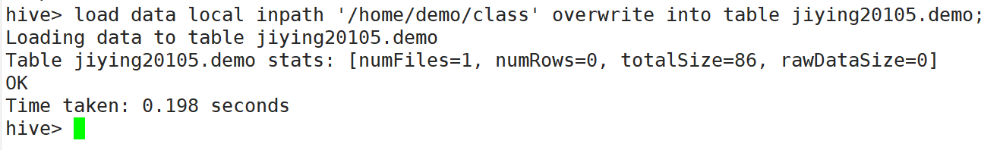 hive> load data local inpath '/home/demo/class' overwrite into table jiying20105.demo;
Loading data to table jiying20105.demo
Table jiying20105.demo stats: [numFiles=1, numRows=0, totalSize=86, rawDataSize=0]
OK
Time taken: 0.198 seconds
hive>